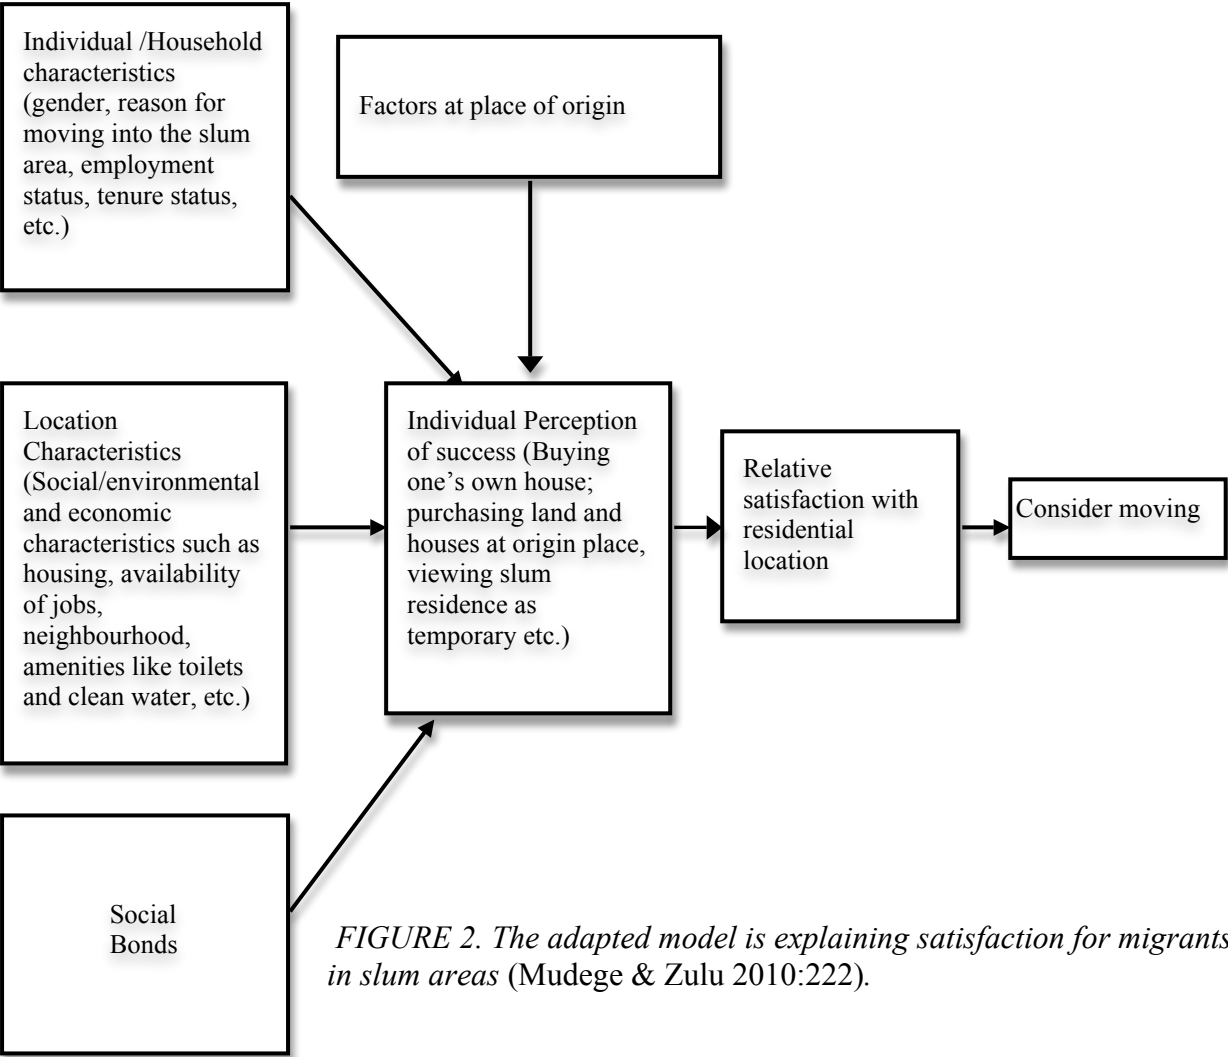 Individual /Household
characteristics
(gender, reason for
moving into the slum
area, employment
status, tenure status,
etc.)
Factors at place of origin
Location
Characteristics
(Social/environmental
and economic
characteristics such as
housing, availability
of jobs,
neighbourhood,
amenities like toilets
and clean water, etc.)
Individual Perception
of success (Buying
one’s own house;
purchasing land and
houses at origin place,
viewing slum
residence as
temporary etc.)
Relative
satisfaction with
residential
location
Consider moving
Social
Bonds
FIGURE 2. The adapted model is explaining satisfaction for migrants
in slum areas (Mudege & Zulu 2010:222).